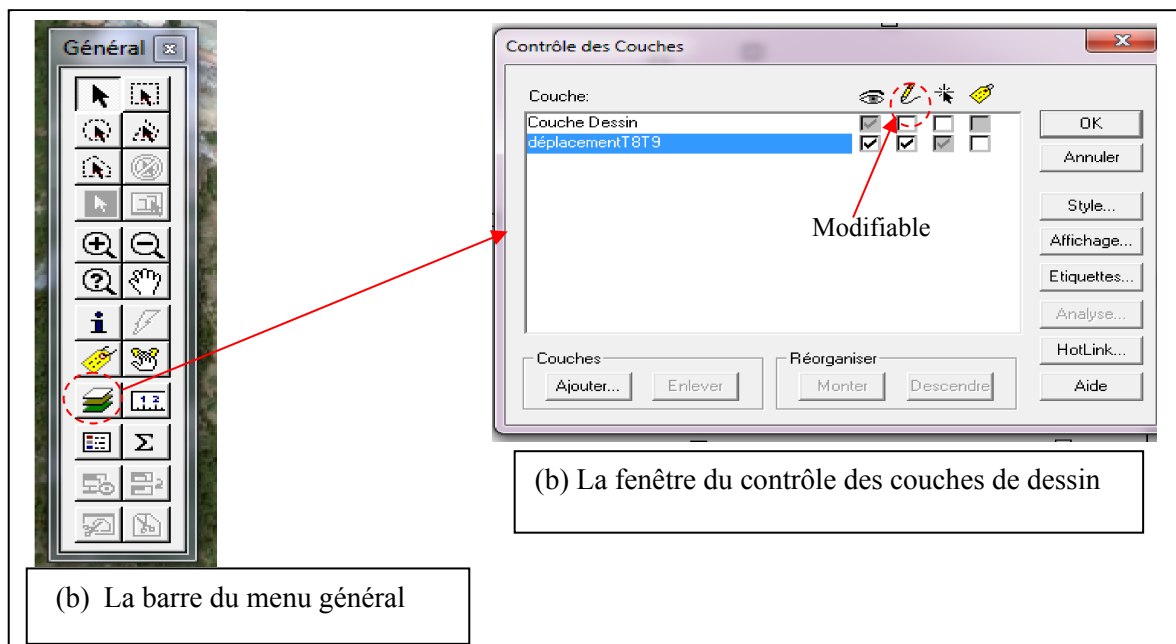 Général
Contrôle des Couches
Couche:
Couche Dessin
déplacementT8T9
OK
Annuler
Style...
Affichage...
Etiquettes...
Analyse...
HotLink...
Aide
Modifiable
Couches
Ajouter...
Enlever
Réorganiser
Monter
Descendre
(b) La fenêtre du contrôle des couches de dessin
(b) La barre du menu général